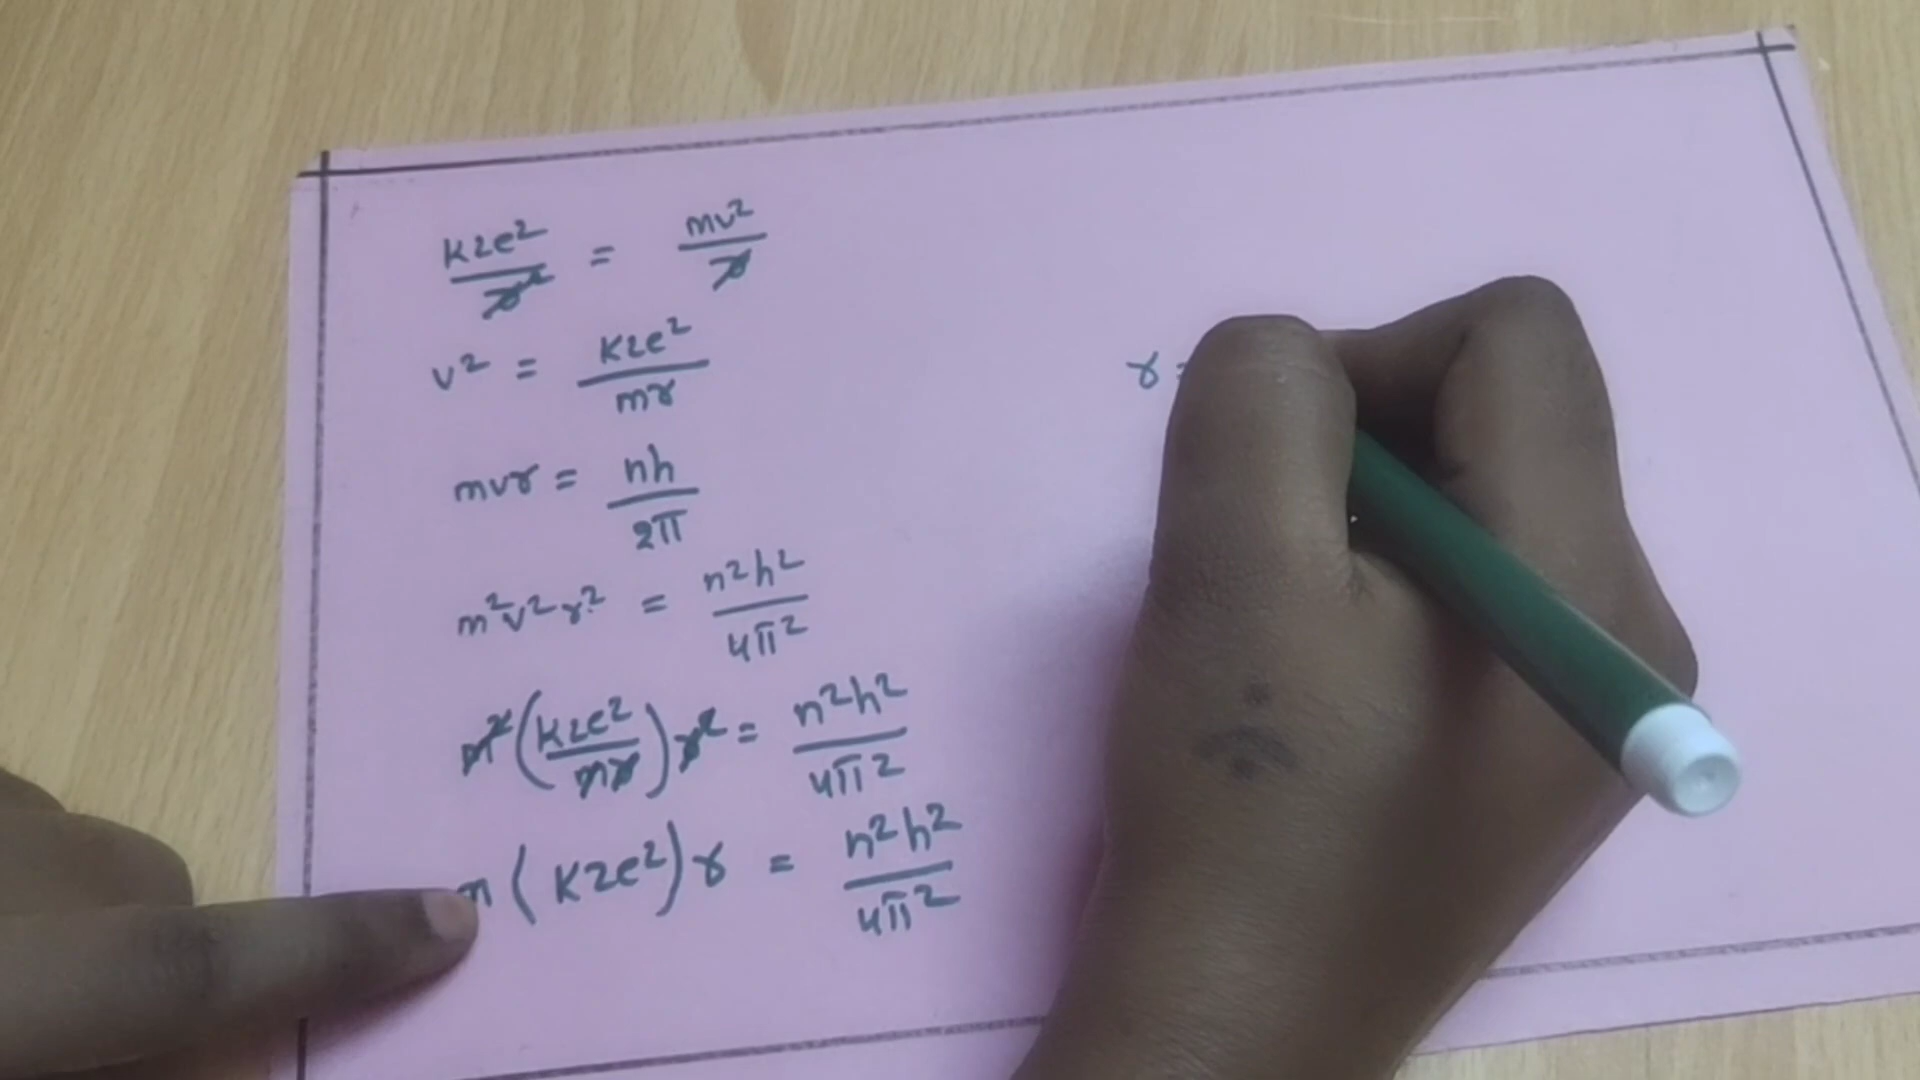 kze²/r² = mv²/r
v² = kze²/mr
mvr = nh/2π
m²v²r² = n²h²/4π²
m²(kze²/mr)r² = n²h²/4π²
m(kze²)r = n²h²/4π²
r =